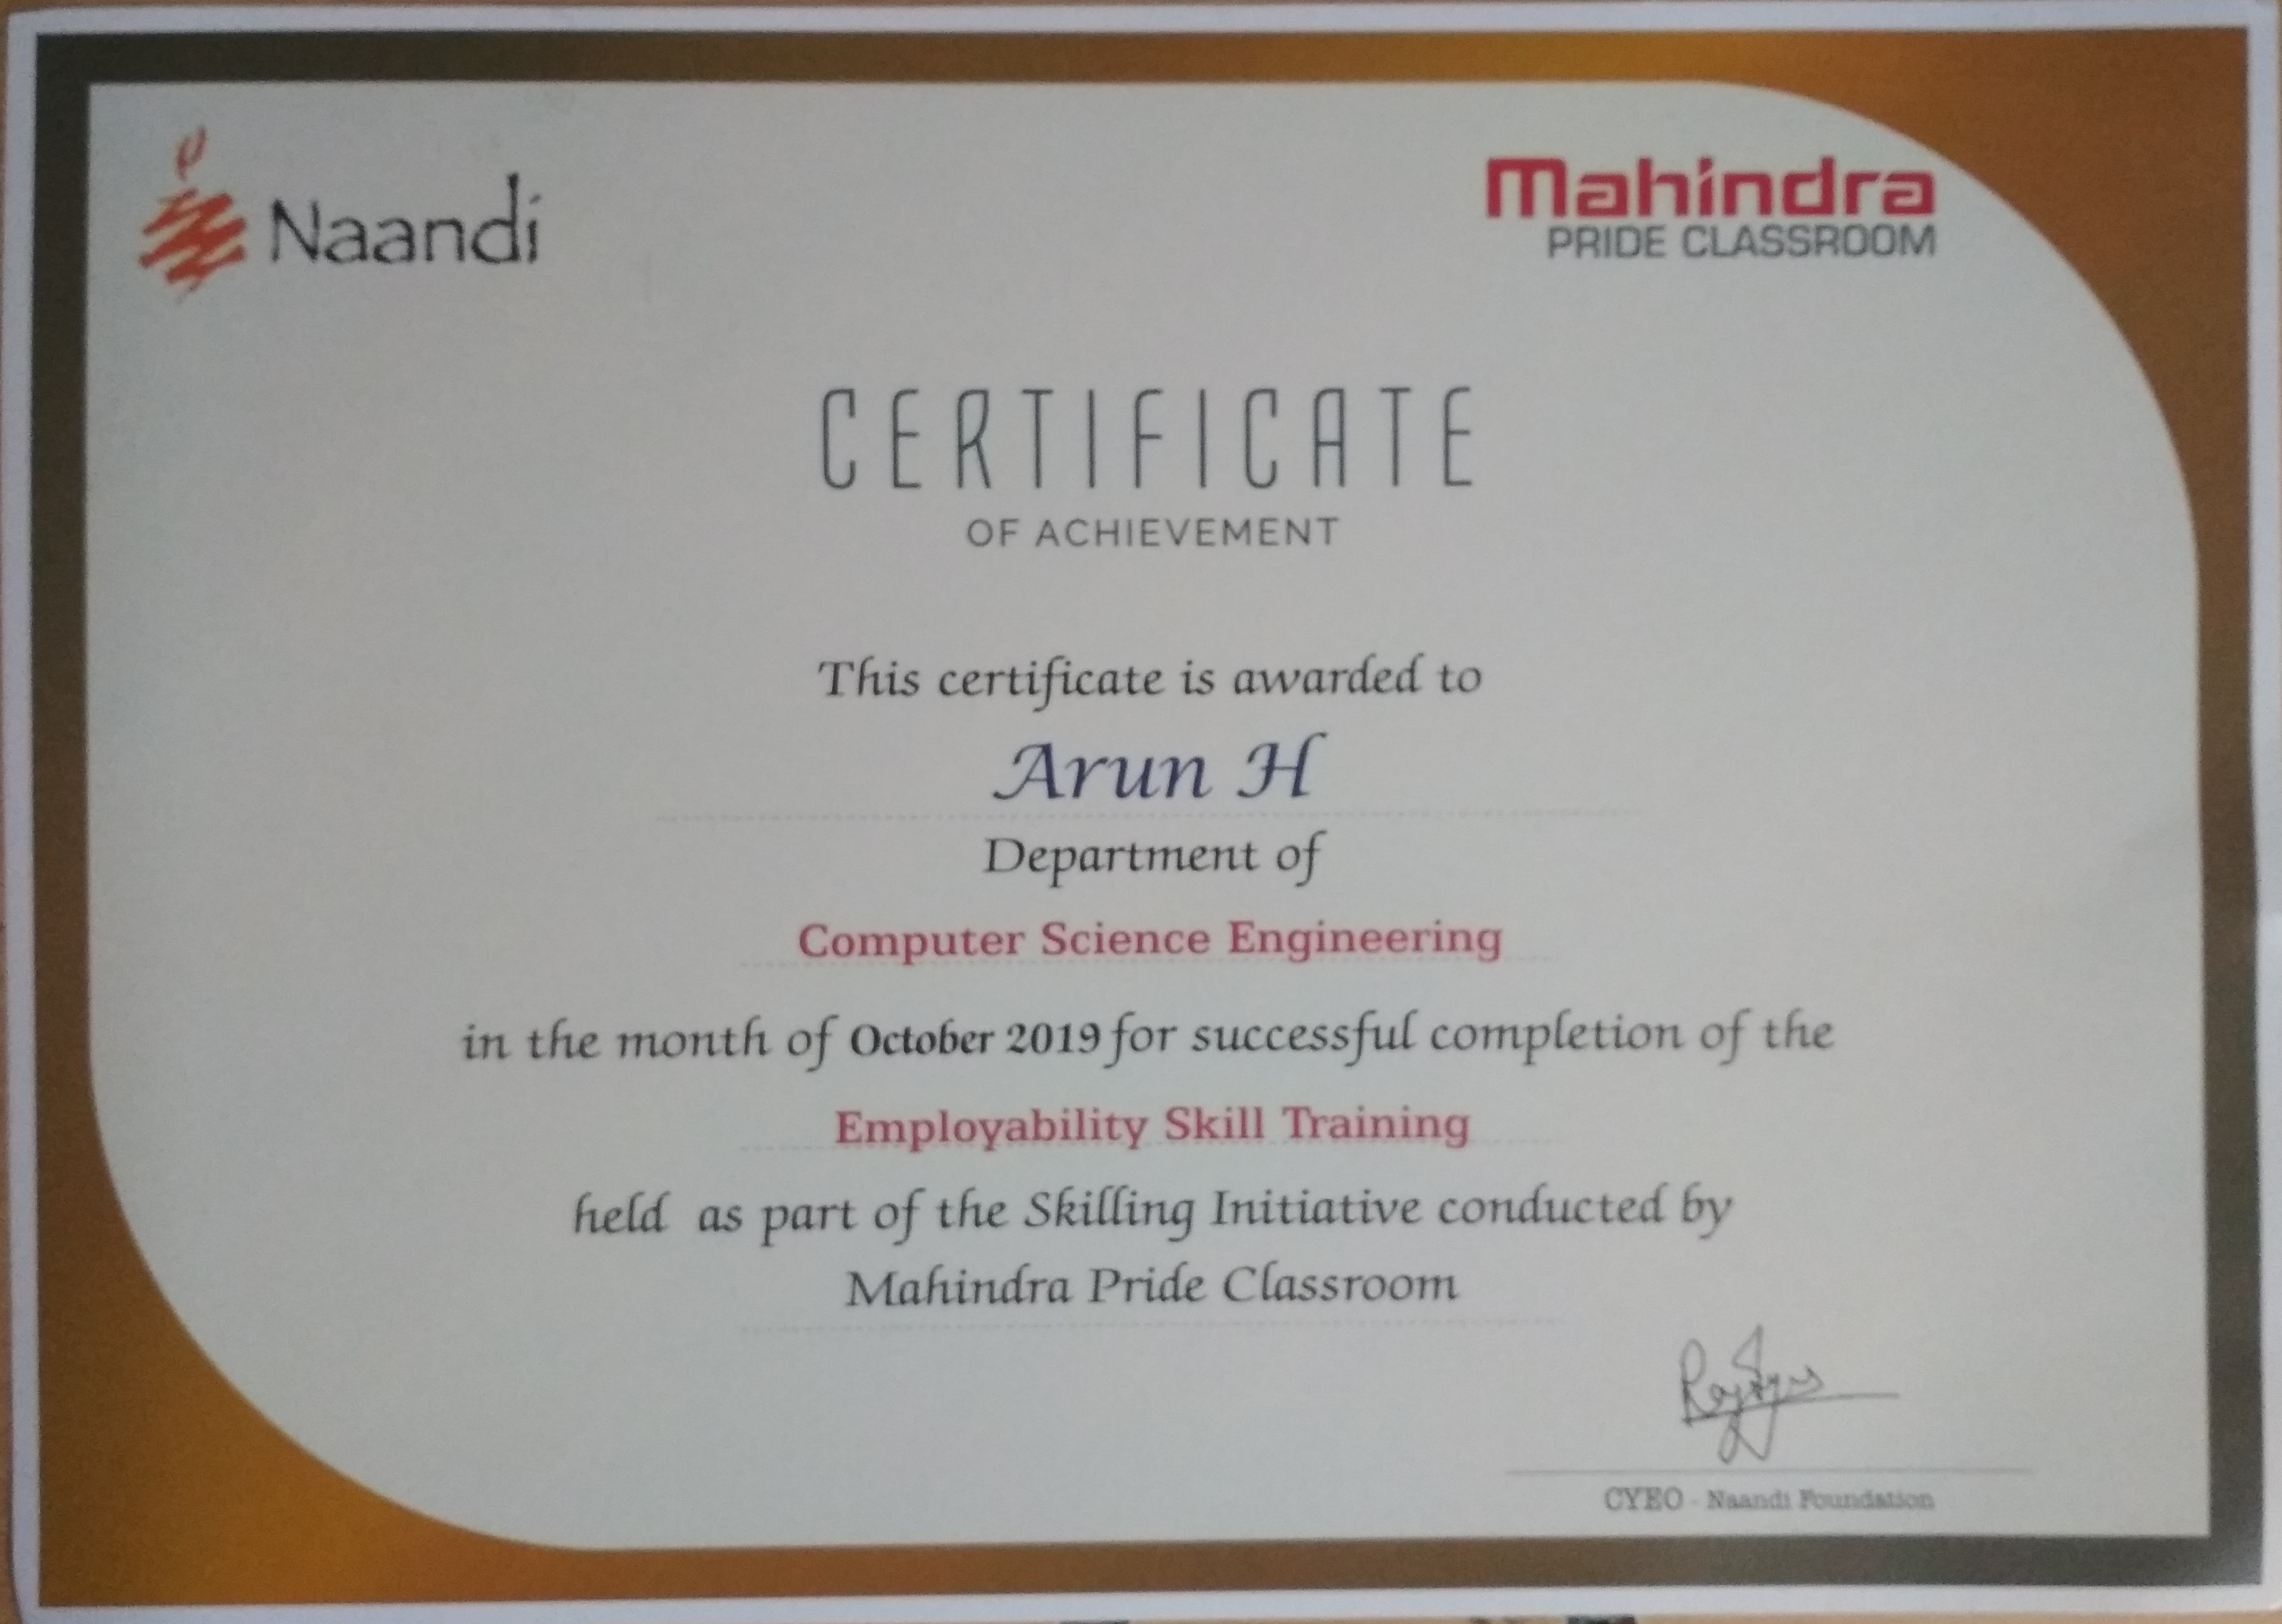 Naandi
Mahindra
PRIDE CLASSROOM
CERTIFICATE
OF ACHIEVEMENT
This certificate is awarded to
Arun H
Department of
Computer Science Engineering
in the month of October 2019 for successful completion of the
Employability Skill Training
held as part of the Skilling Initiative conducted by
Mahindra Pride Classroom
CYEO - Naandi Foundation